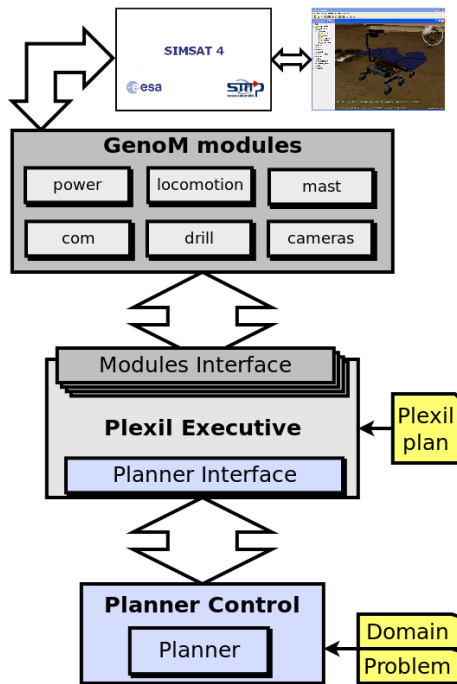 SIMSAT 4
esa
smp
GenoM modules
power
locomotion
mast
com
drill
cameras
Modules Interface
Plexil Executive
Plexil
plan
Planner Interface
Planner Control
Planner
Domain
Problem